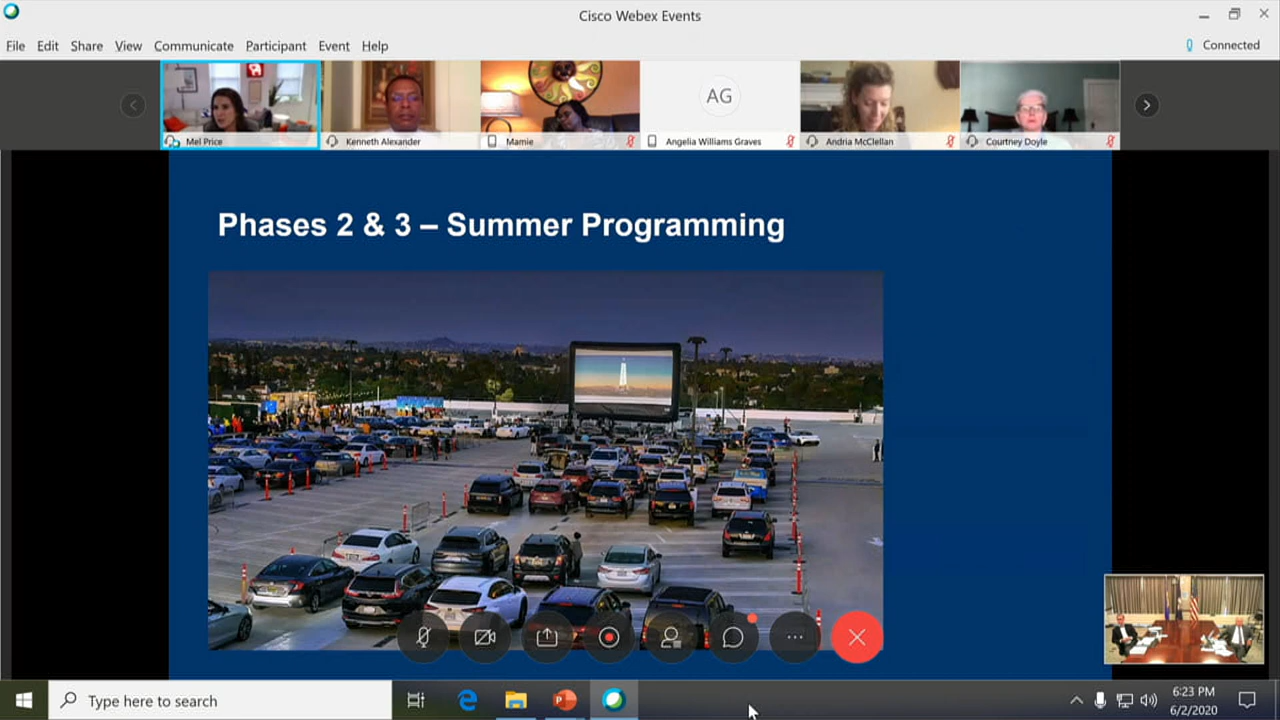 Cisco Webex Events
File Edit Share View Communicate Participant Event Help
Connected
AG
Mel Price
Kenneth Alexander
Mamie
Angelia Williams Graves
Andria McClellan
Courtney Doyle
Phases 2 & 3 – Summer Programming
Type here to search
6:23 PM
6/2/2020